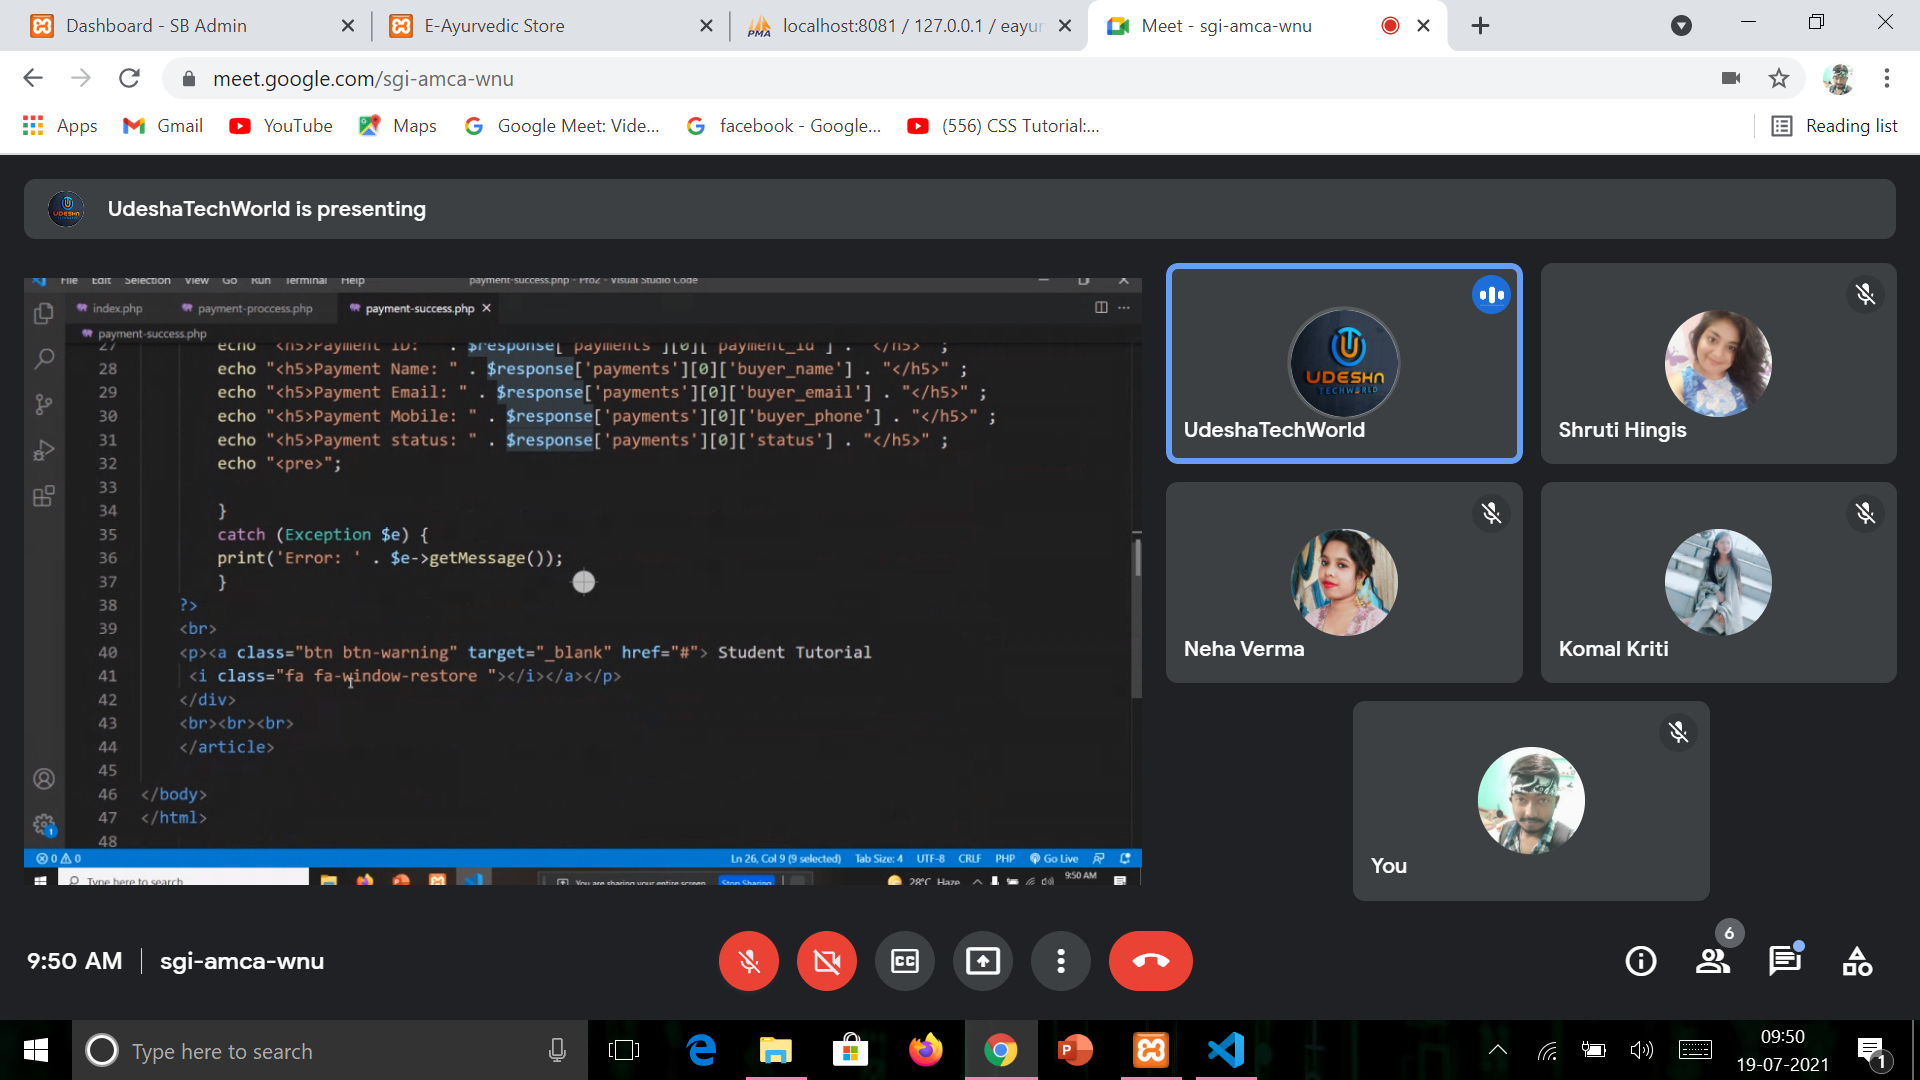 Dashboard - SB Admin
E-Ayurvedic Store
localhost:8081 / 127.0.0.1 / eayur
Meet - sgi-amca-wnu
meet.google.com/sgi-amca-wnu
Apps
Gmail
YouTube
Maps
Google Meet: Vide...
facebook - Google...
(556) CSS Tutorial:...
Reading list
UdeshaTechWorld is presenting
File Edit Selection View Go Run Terminal Help
payment-success.php - Pro2 - Visual Studio Code
index.php
payment-proccess.php
payment-success.php
payment-success.php
27 echo "<h5>Payment ID: " . $response['payments'][0]['payment_id'] . "</h5>" ;
28 echo "<h5>Payment Name: " . $response['payments'][0]['buyer_name'] . "</h5>" ;
29 echo "<h5>Payment Email: " . $response['payments'][0]['buyer_email'] . "</h5>" ;
30 echo "<h5>Payment Mobile: " . $response['payments'][0]['buyer_phone'] . "</h5>" ;
31 echo "<h5>Payment status: " . $response['payments'][0]['status'] . "</h5>" ;
32 echo "<pre>";
33
34 }
35 catch (Exception $e) {
36 print('Error: ' . $e->getMessage());
37 }
38 ?>
39 <br>
40 <p><a class="btn btn-warning" target="_blank" href="#"> Student Tutorial
41 <i class="fa fa-window-restore "></i></a></p>
42 </div>
43 <br><br><br>
44 </article>
45
46 </body>
47 </html>
48
0 0 Ln 26, Col 9 (9 selected) Tab Size: 4 UTF-8 CRLF PHP Go Live
Type here to search
You are sharing your entire screen
Stop Sharing
28°C Haze
9:50 AM
UDESHA
TECHWORLD
UdeshaTechWorld
Shruti Hingis
Neha Verma
Komal Kriti
You
9:50 AM
sgi-amca-wnu
6
Type here to search
09:50
19-07-2021
1